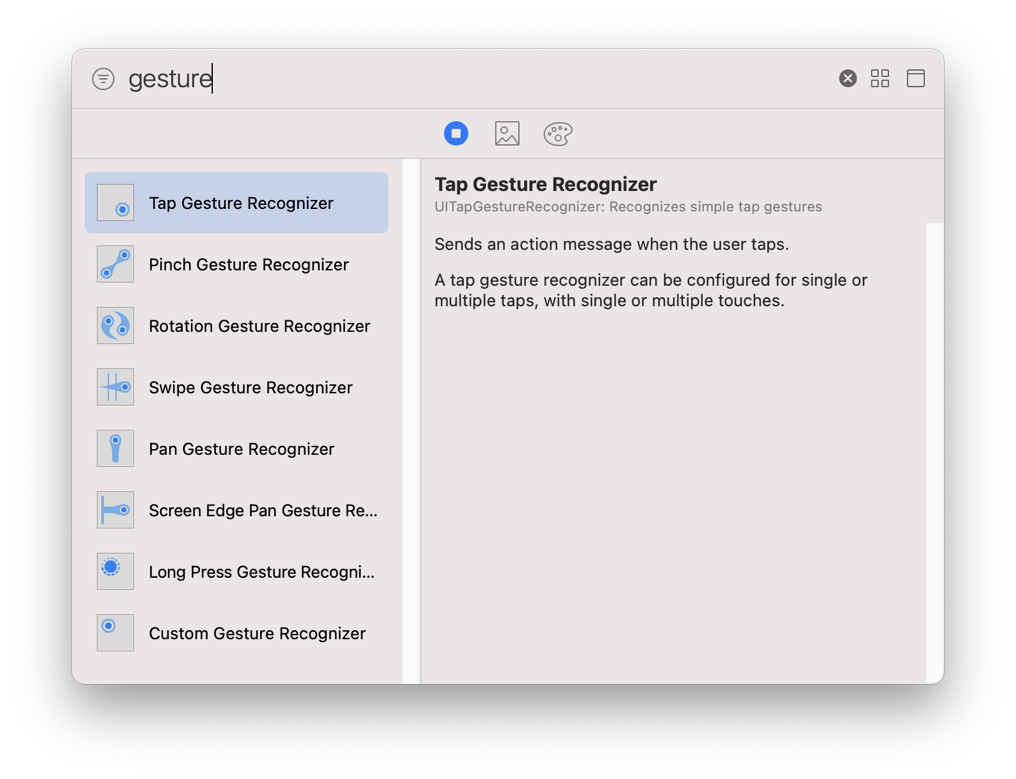 gesture
Tap Gesture Recognizer
Pinch Gesture Recognizer
Rotation Gesture Recognizer
Swipe Gesture Recognizer
Pan Gesture Recognizer
Screen Edge Pan Gesture Re...
Long Press Gesture Recogni...
Custom Gesture Recognizer
Tap Gesture Recognizer
UITapGestureRecognizer: Recognizes simple tap gestures
Sends an action message when the user taps.
A tap gesture recognizer can be configured for single or
multiple taps, with single or multiple touches.